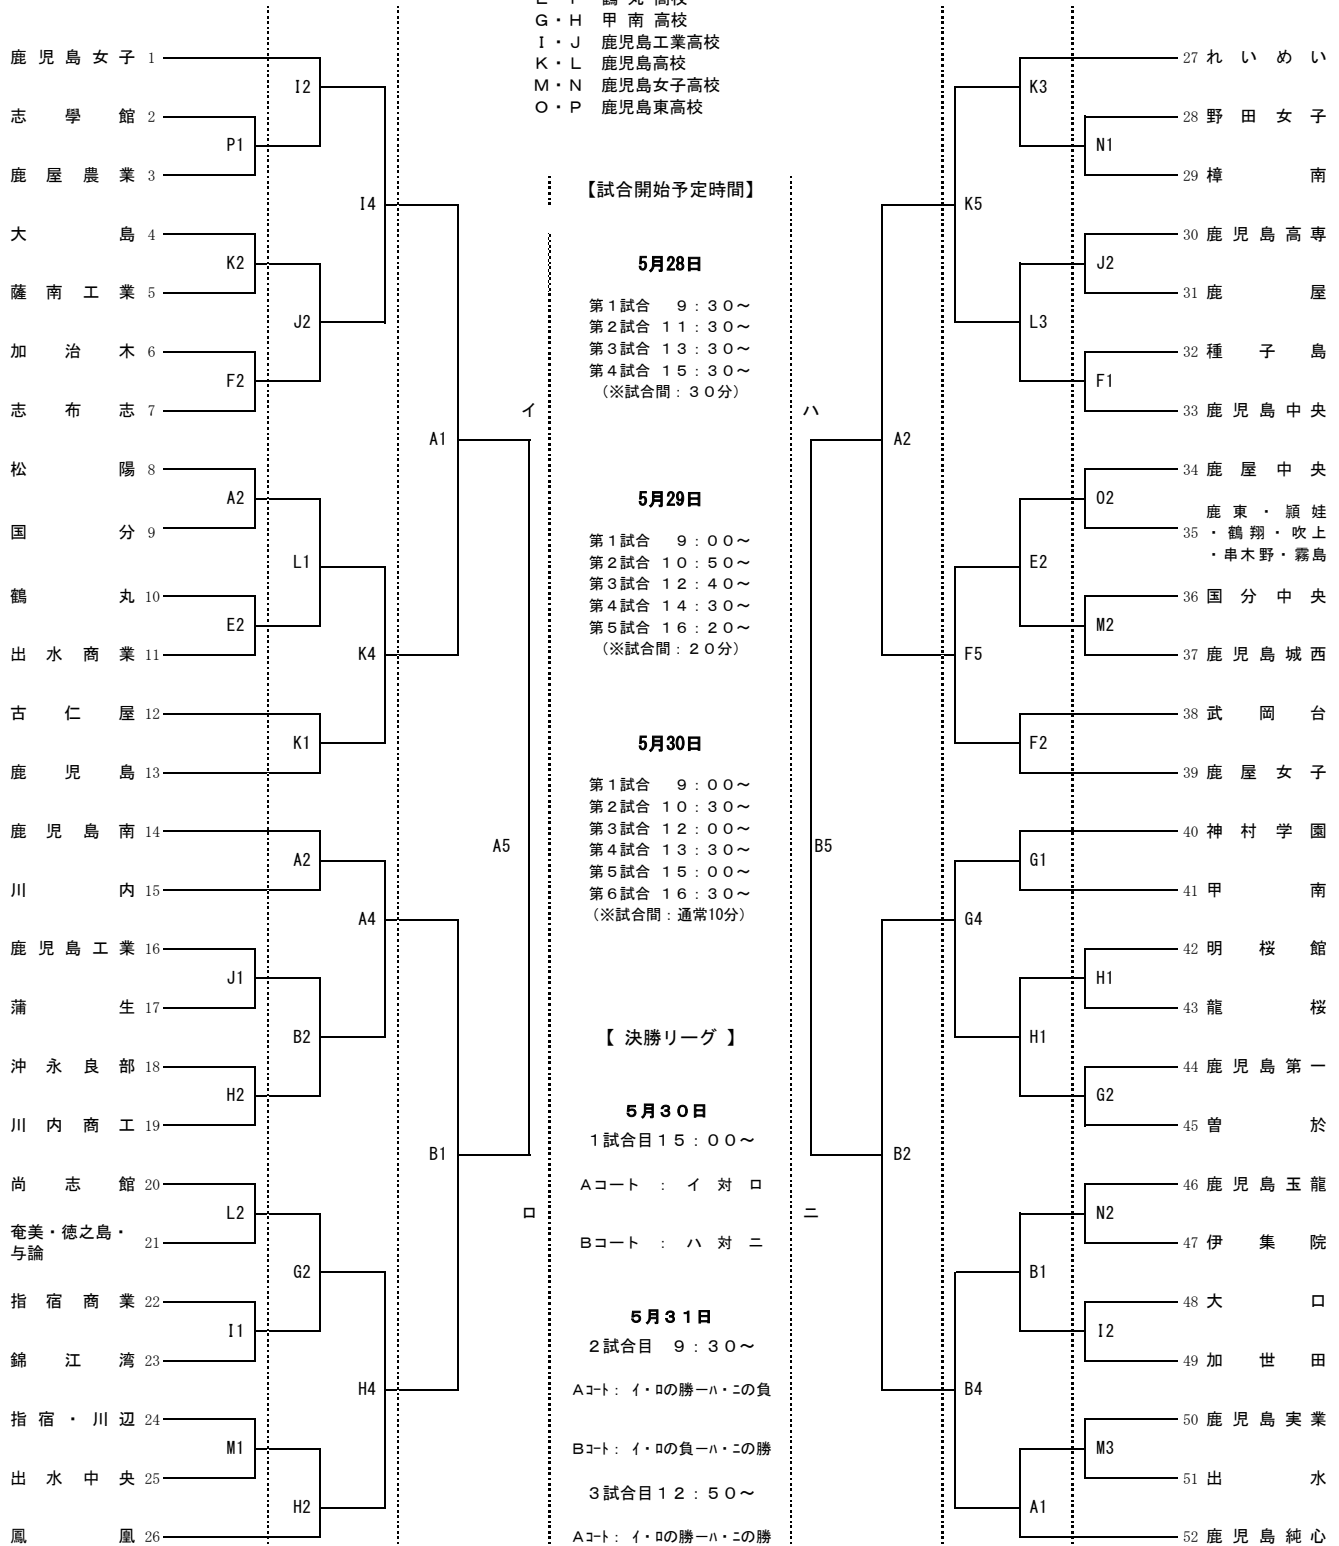 G・H 甲 南 高校
I・J 鹿児島工業高校
K・L 鹿児島高校
M・N 鹿児島女子高校
O・P 鹿児島東高校
鹿児島女子 1
志學館 2
鹿屋農業 3
大島 4
薩南工業 5
加治木 6
志布志 7
松陽 8
国分 9
鶴丸 10
出水商業 11
古仁屋 12
鹿児島 13
鹿児島南 14
川内 15
鹿児島工業 16
蒲生 17
沖永良部 18
川内商工 19
尚志館 20
奄美・徳之島・
与論 21
指宿商業 22
錦江湾 23
指宿・川辺 24
出水中央 25
鳳凰 26
P1
K2
F2
A2
E2
J1
H2
L2
I1
M1
I2
J2
L1
K1
A2
B2
G2
H2
I4
K4
A4
H4
A1
B1
A5
イ
ロ
【試合開始予定時間】
5月28日
第1試合 9:30~
第2試合 11:30~
第3試合 13:30~
第4試合 15:30~
(※試合間:30分)
5月29日
第1試合 9:00~
第2試合 10:50~
第3試合 12:40~
第4試合 14:30~
第5試合 16:20~
(※試合間:20分)
5月30日
第1試合 9:00~
第2試合 10:30~
第3試合 12:00~
第4試合 13:30~
第5試合 15:00~
第6試合 16:30~
(※試合間:通常10分)
【 決勝リーグ 】
5月30日
1試合目15:00~
Aコート : イ 対 ロ
Bコート : ハ 対 ニ
5月31日
2試合目 9:30~
Aコート: イ・ロの勝ーハ・ニの負
Bコート: イ・ロの負ーハ・ニの勝
3試合目12:50~
Aコート: イ・ロの勝ーハ・ニの勝
ハ
ニ
B5
A2
B2
K5
F5
G4
B4
K3
L3
E2
F2
G1
H1
B1
A1
N1
J2
F1
O2
M2
H1
G2
N2
I2
M3
27 れいめい
28 野田女子
29 樟南
30 鹿児島高専
31 鹿屋
32 種子島
33 鹿児島中央
34 鹿屋中央
鹿東・頴娃
35 ・鶴翔・吹上
・串木野・霧島
36 国分中央
37 鹿児島城西
38 武岡台
39 鹿屋女子
40 神村学園
41 甲南
42 明桜館
43 龍桜
44 鹿児島第一
45 曽於
46 鹿児島玉龍
47 伊集院
48 大口
49 加世田
50 鹿児島実業
51 出水
52 鹿児島純心